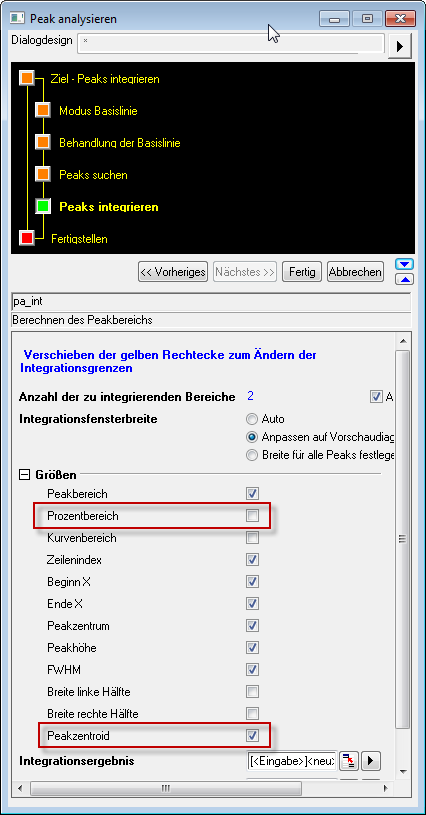 Peak analysieren
Dialogdesign *
Ziel - Peaks integrieren
Modus Basislinie
Behandlung der Basislinie
Peaks suchen
Peaks integrieren
Fertigstellen
<< Vorheriges Nächstes >> Fertig Abbrechen
pa_int
Berechnen des Peakbereichs
Verschieben der gelben Rechtecke zum Ändern der
Integrationsgrenzen
Anzahl der zu integrierenden Bereiche 2 A
Integrationsfensterbreite Auto
Anpassen auf Vorschaudiag
Breite für alle Peaks festlege
Größen
Peakbereich
Prozentbereich
Kurvenbereich
Zeilenindex
Beginn X
Ende X
Peakzentrum
Peakhöhe
FWHM
Breite linke Hälfte
Breite rechte Hälfte
Peakzentroid
Integrationsergebnis [<Eingabe>]<neu>